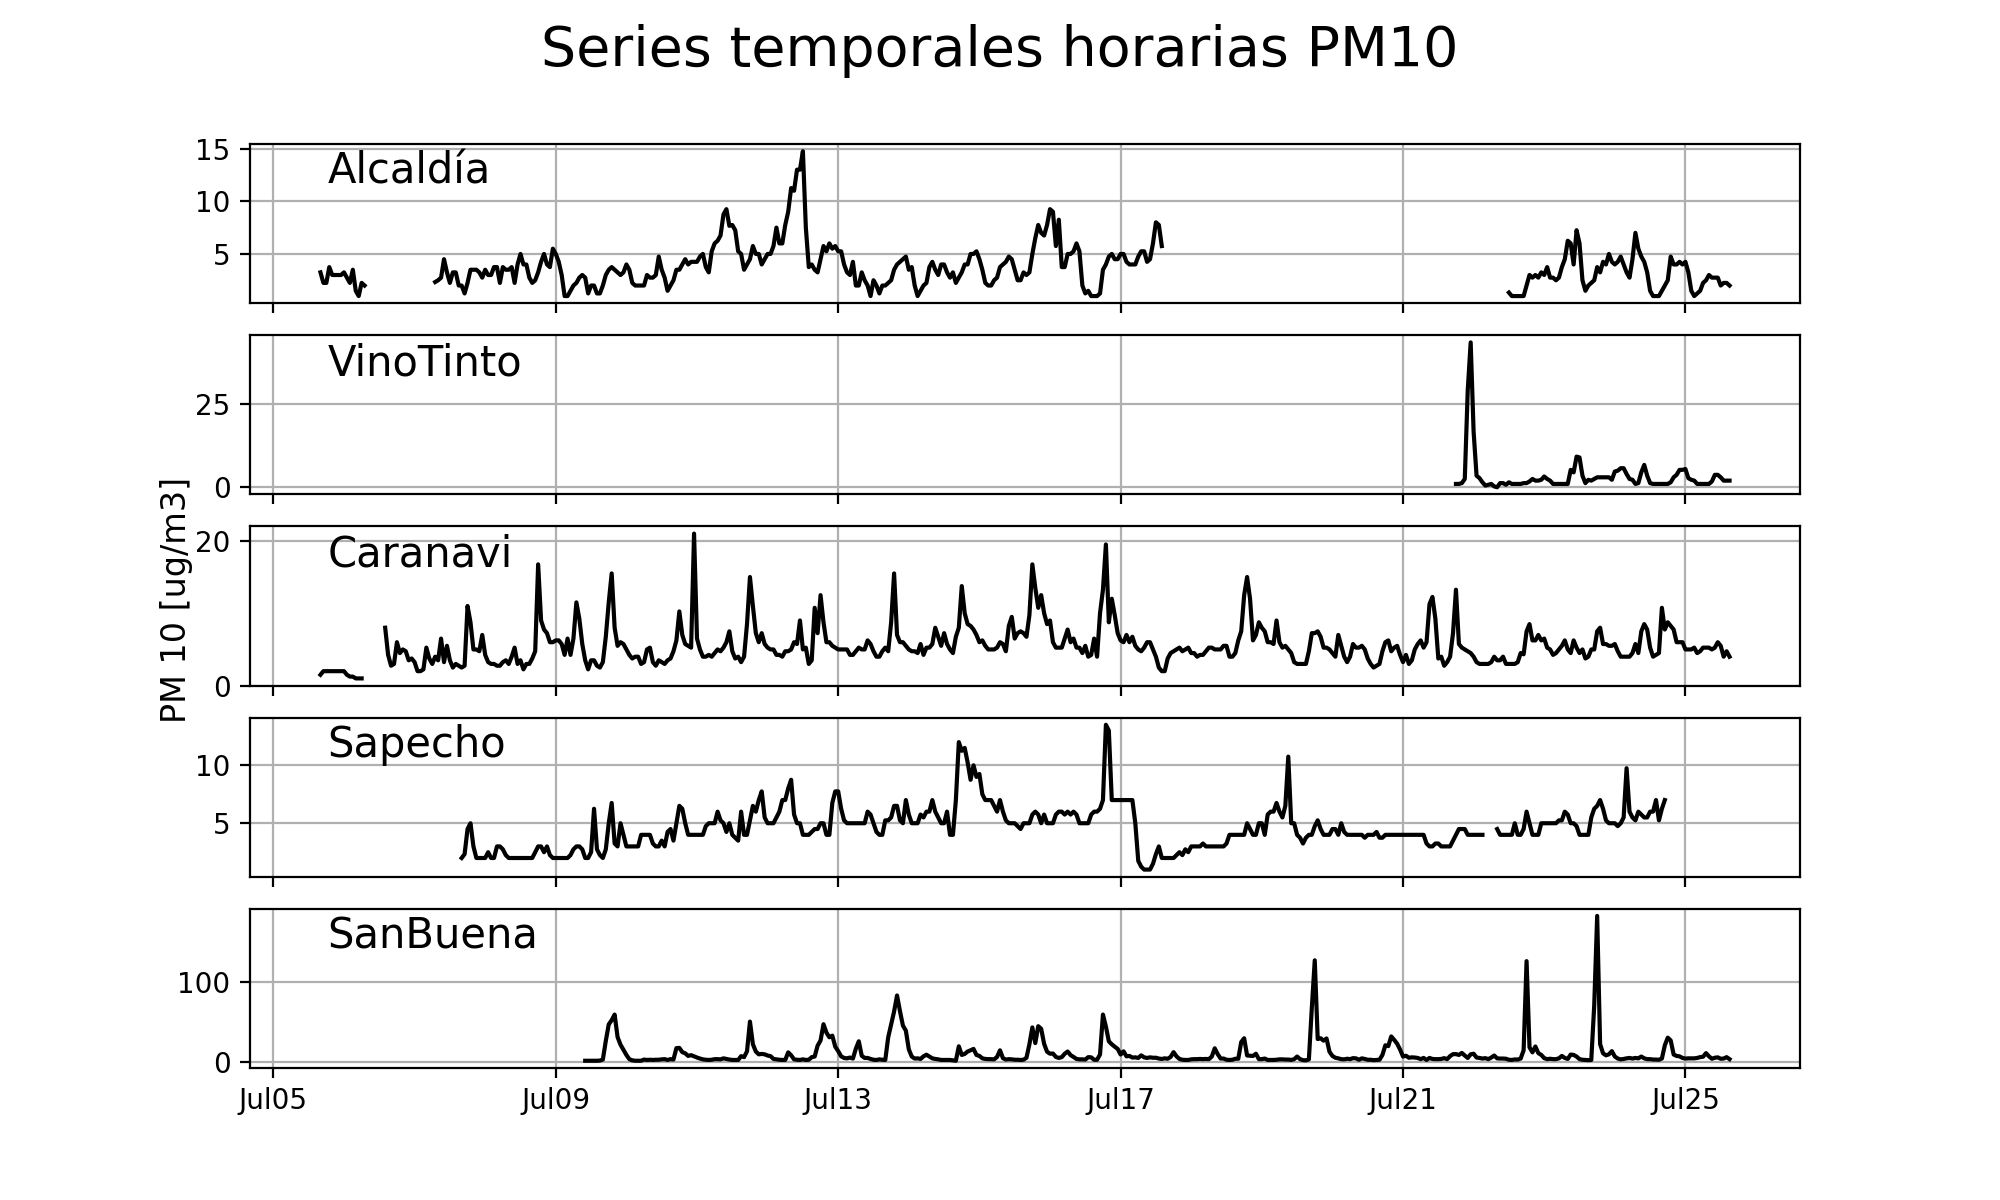 Series temporales horarias PM10
15
Alcaldía
10
5
VinoTinto
25
0
PM 10 [ug/m3]
20
Caranavi
0
Sapecho
10
5
SanBuena
100
0
Jul05 Jul09 Jul13 Jul17 Jul21 Jul25